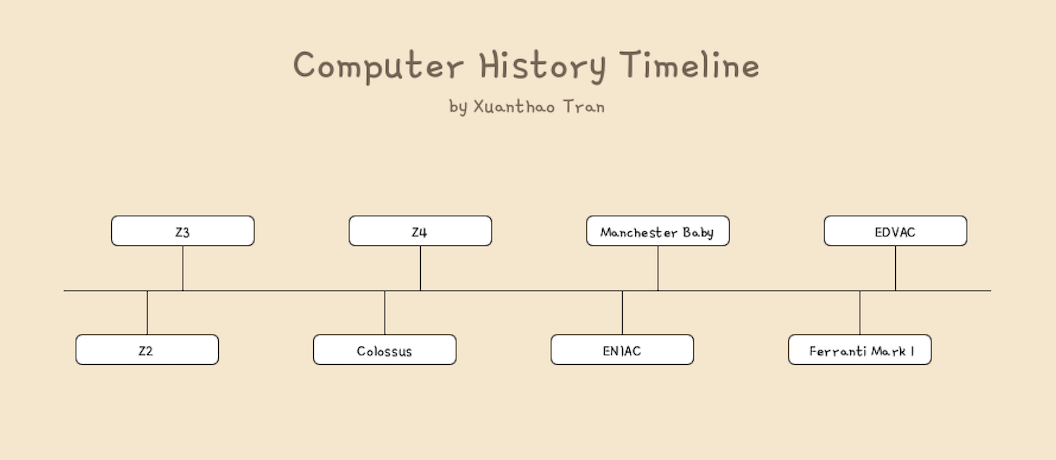 Computer History Timeline
by Xuanthao Tran
Z3
Z4
Manchester Baby
EDVAC
Z2
Colossus
ENIAC
Ferranti Mark I